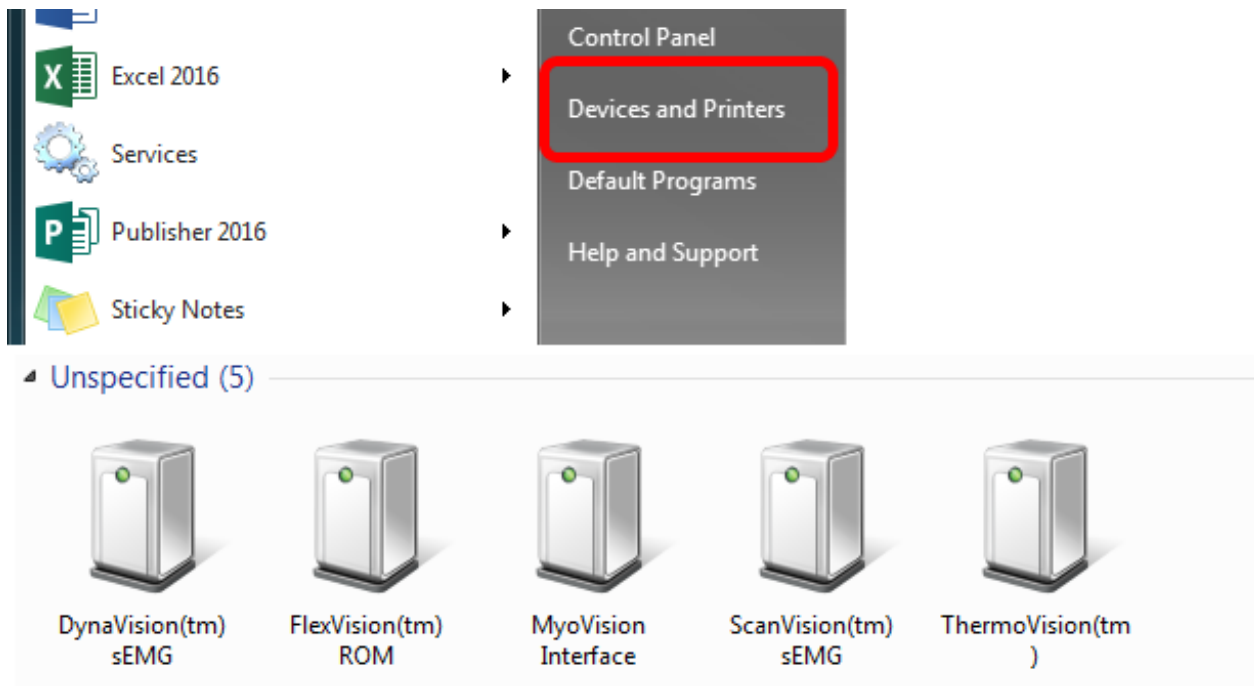 Excel 2016
Services
Publisher 2016
Sticky Notes
Control Panel
Devices and Printers
Default Programs
Help and Support
Unspecified (5)
DynaVision(tm)
sEMG
FlexVision(tm)
ROM
MyoVision
Interface
ScanVision(tm)
sEMG
ThermoVision(tm
)